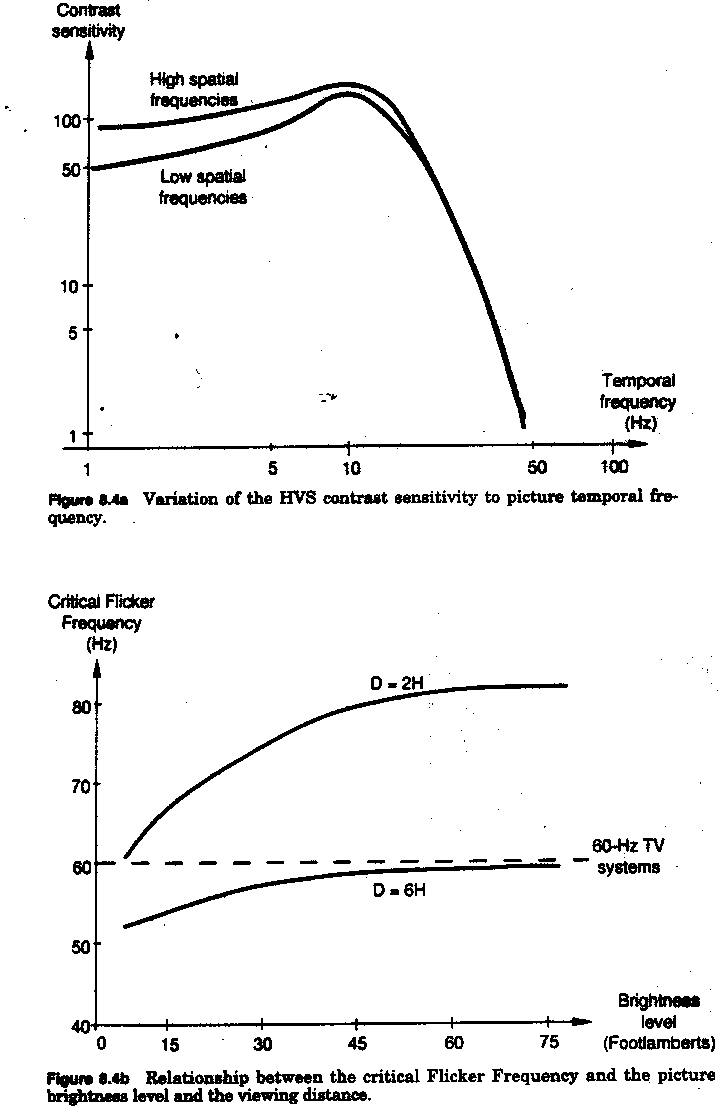 Contrast
sensitivity
High spatial
frequencies
100
50
Low spatial
frequencies
10
5
Temporal
frequency
(Hz)
1
1 5 10 50 100
Figure 8.4a Variation of the HVS contrast sensitivity to picture temporal fre-
quency.
Critical Flicker
Frequency
(Hz)
D = 2H
80
70
60-Hz TV
systems
60
D = 6H
50
Brightness
level
(Footlamberts)
40
0 15 30 45 60 75
Figure 8.4b Relationship between the critical Flicker Frequency and the picture
brightness level and the viewing distance.